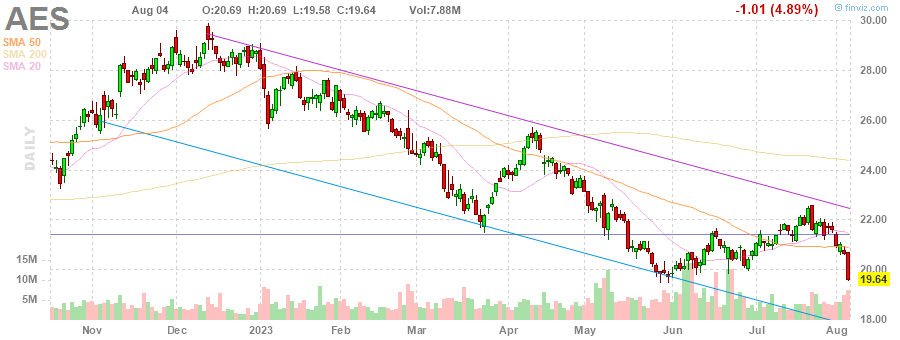 AES
Aug 04 O:20.69 H:20.69 L:19.58 C:19.64 Vol:7.88M
-1.01 (4.89%)
© finviz.com
SMA 50
SMA 200
SMA 20
DAILY
30.00
28.00
26.00
24.00
22.00
20.00
19.64
18.00
15M
10M
5M
Nov Dec 2023 Feb Mar Apr May Jun Jul Aug